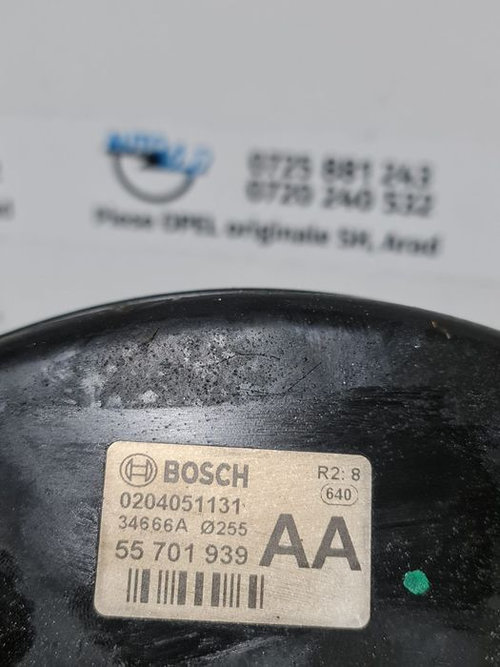 0725 881 243
0720 240 532
Piese OPEL originale SH, Arad
BOSCH
R2: 8
0204051131
640
34666A Ø255
55 701 939
AA